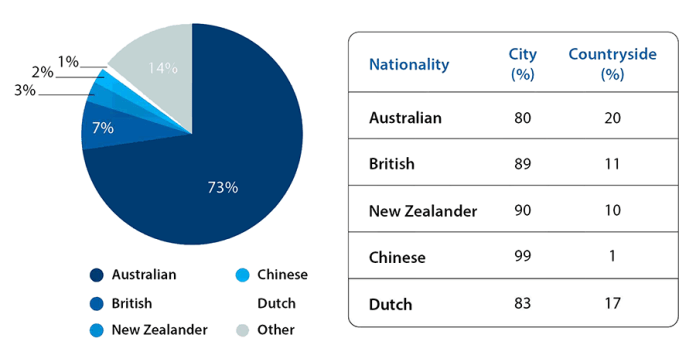 1%
2%
3%
14%
7%
73%
Australian
British
New Zealander
Chinese
Dutch
Other
Nationality City (%) Countryside (%)
Australian 80 20
British 89 11
New Zealander 90 10
Chinese 99 1
Dutch 83 17